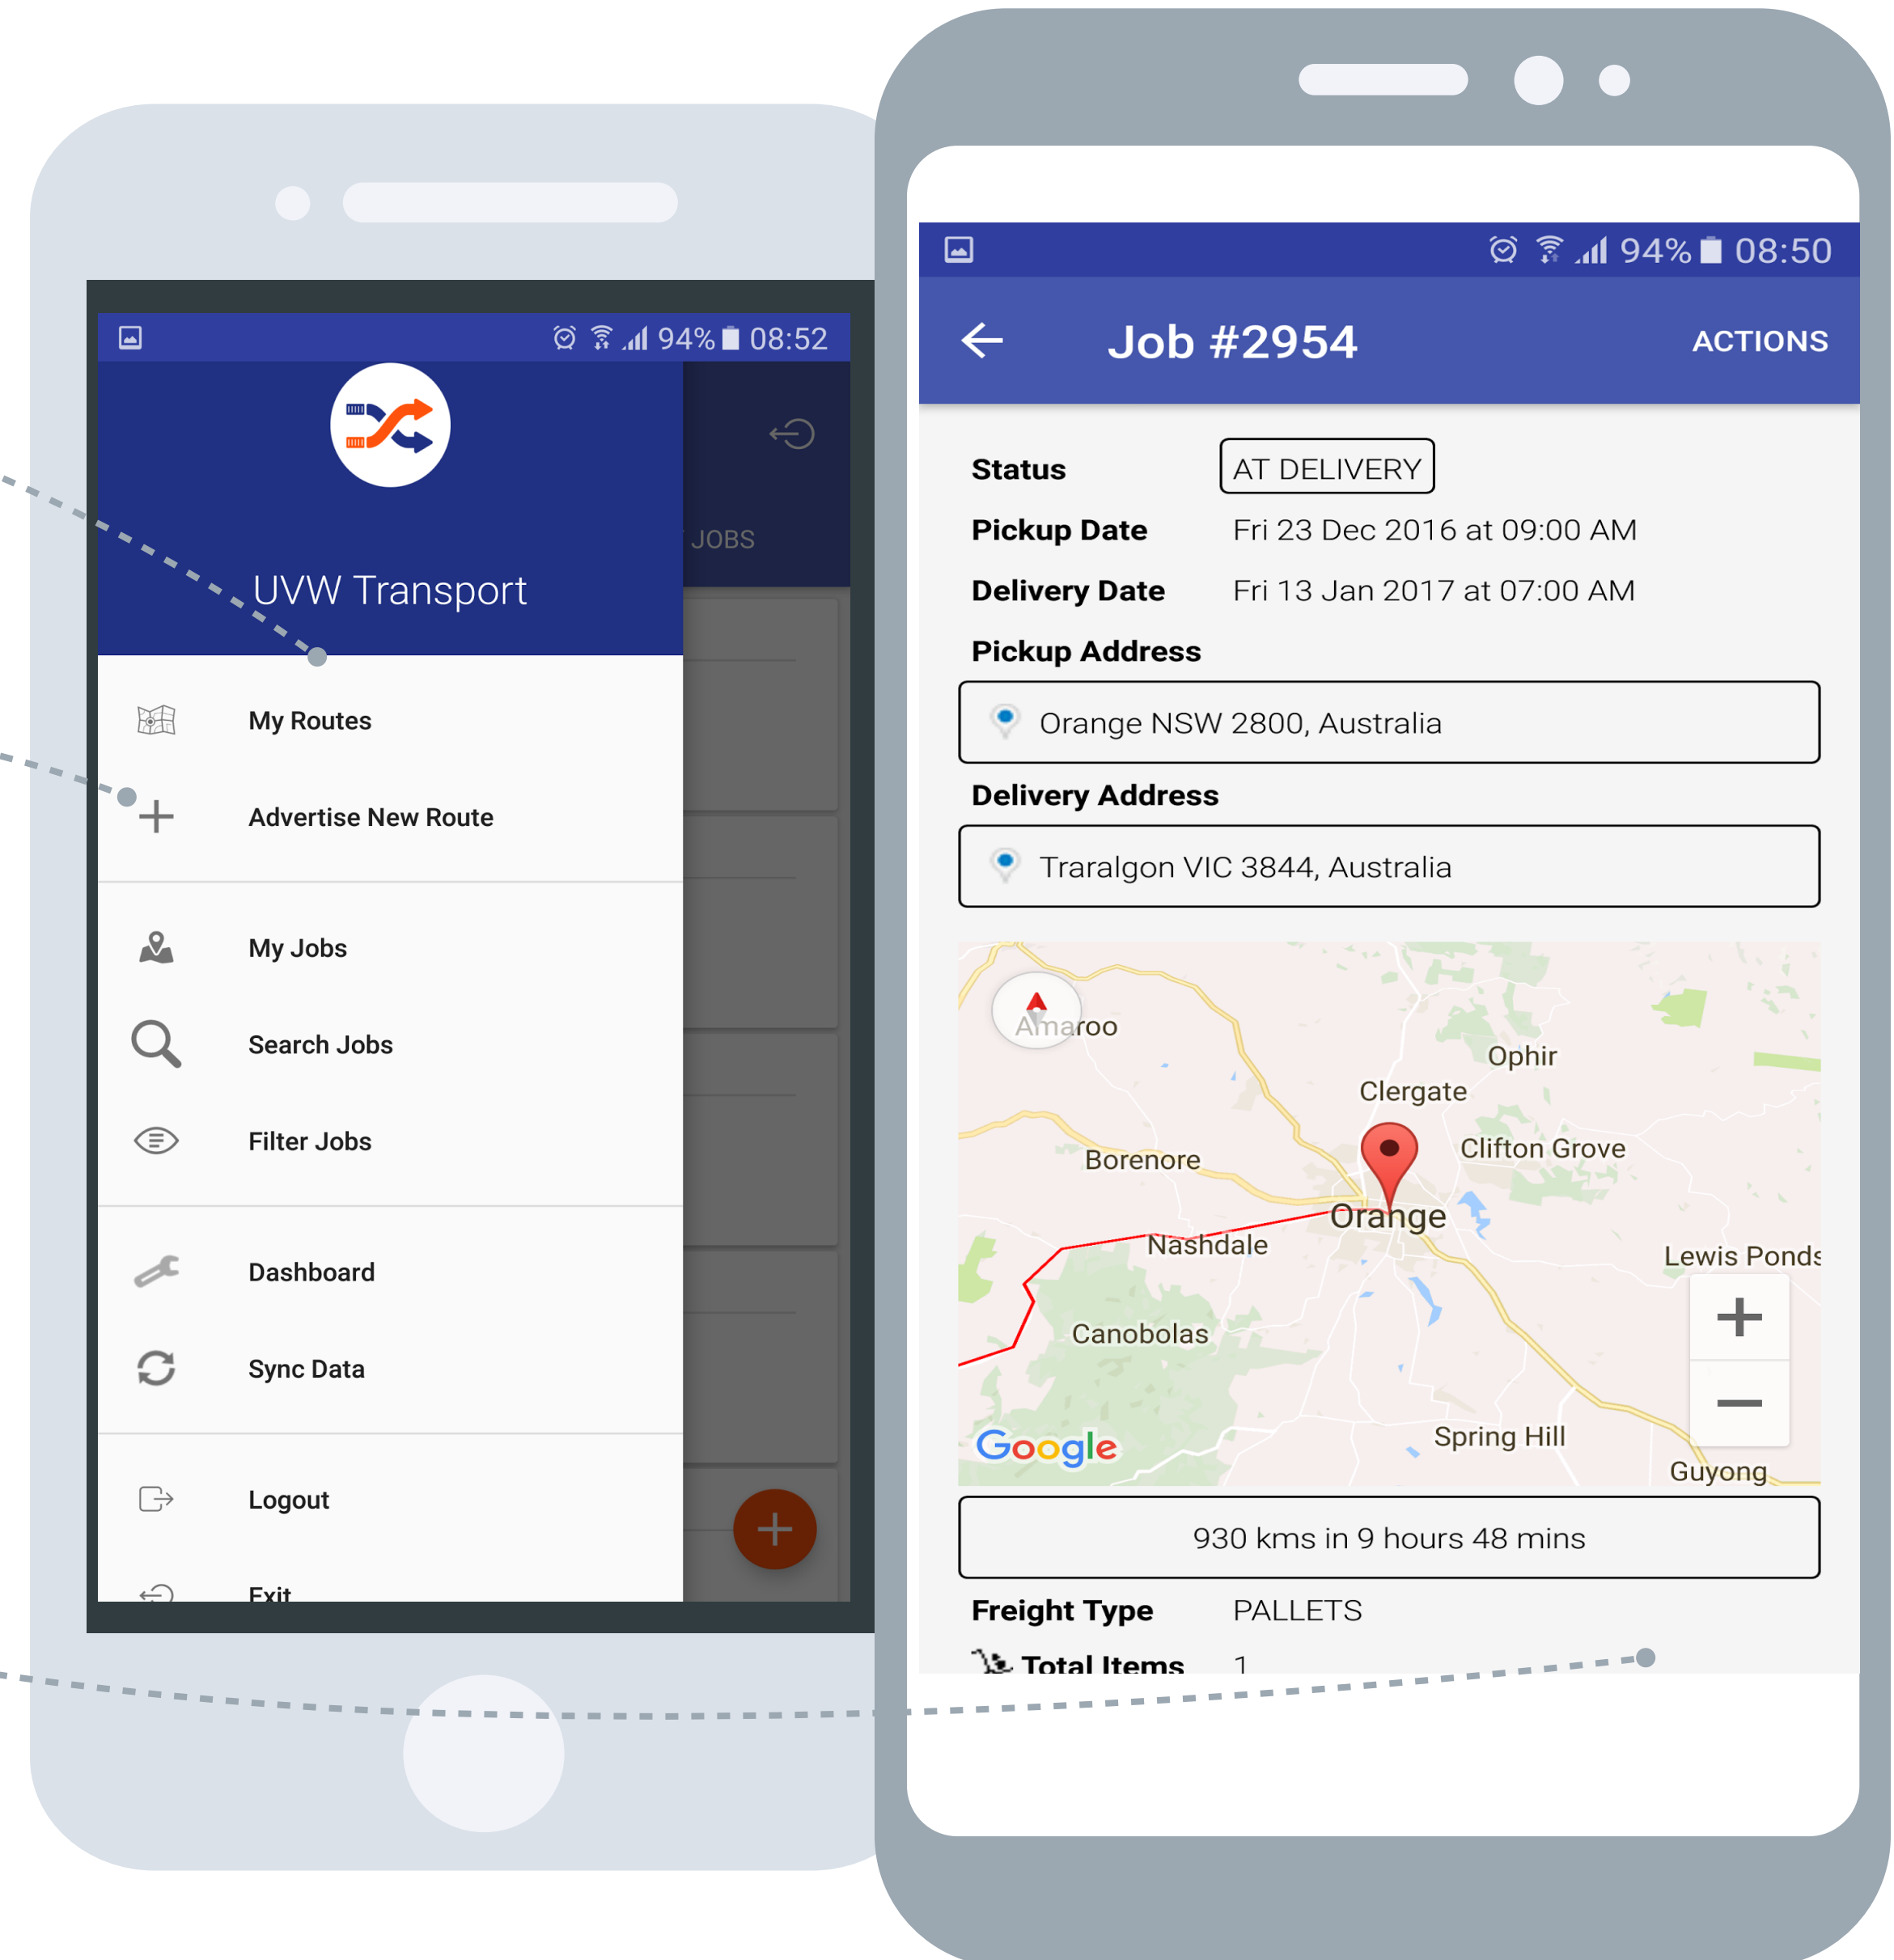 94% 08:52
JOBS
UVW Transport
My Routes
Advertise New Route
My Jobs
Search Jobs
Filter Jobs
Dashboard
Sync Data
Logout
Exit
94% 08:50
Job #2954
ACTIONS
Status AT DELIVERY
Pickup Date Fri 23 Dec 2016 at 09:00 AM
Delivery Date Fri 13 Jan 2017 at 07:00 AM
Pickup Address
Orange NSW 2800, Australia
Delivery Address
Traralgon VIC 3844, Australia
Amaroo
Ophir
Clergate
Clifton Grove
Borenore
Orange
Nashdale
Lewis Ponds
Canobolas
Spring Hill
Google
Guyong
930 kms in 9 hours 48 mins
Freight Type PALLETS
Total Items 1